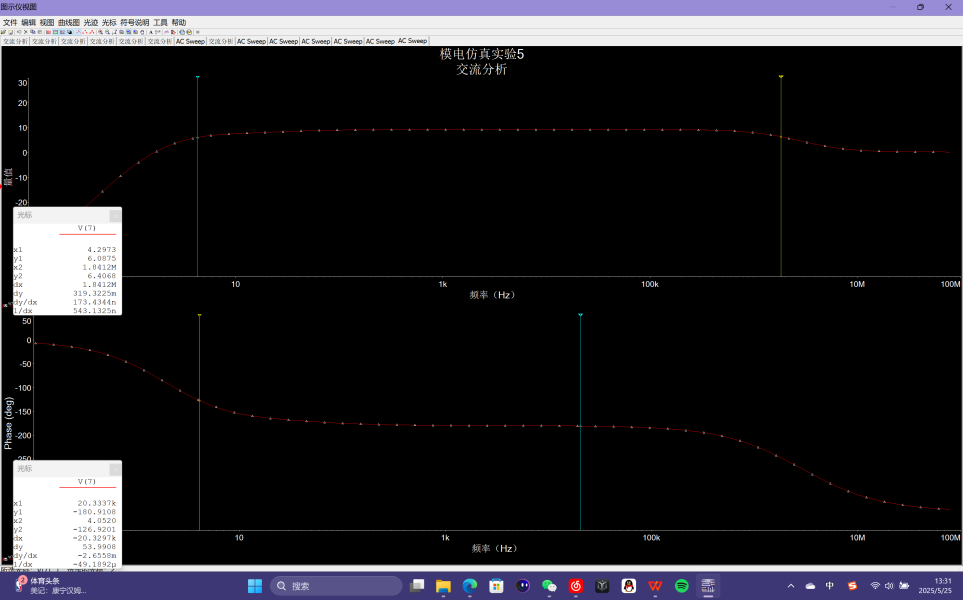 图示仪视图
文件 编辑 视图 曲线图 光迹 光标 符号说明 工具 帮助
交流分析 交流分析 交流分析 交流分析 交流分析 交流分析 AC Sweep 交流分析 AC Sweep AC Sweep AC Sweep AC Sweep AC Sweep AC Sweep
模电仿真实验5
交流分析
30
20
10
0
-10
-20
量值
10 1k 100k 10M 100M
频率（Hz）
光标
V(7)
x1 4.2973
y1 6.0875
x2 1.8412M
y2 6.4068
dx 1.8412M
dy 319.3225m
dy/dx 173.4344n
1/dx 543.1325n
50
0
-50
-100
-150
-200
-250
Phase (deg)
10 1k 100k 10M 100M
频率（Hz）
光标
V(7)
x1 20.3337k
y1 -180.9108
x2 4.0520
y2 -126.9201
dx -20.3297k
dy 53.9908
dy/dx -2.6558m
1/dx -49.1892μ
2
体育头条
美记：康宁汉姆...
搜索
中
13:31
2025/5/25